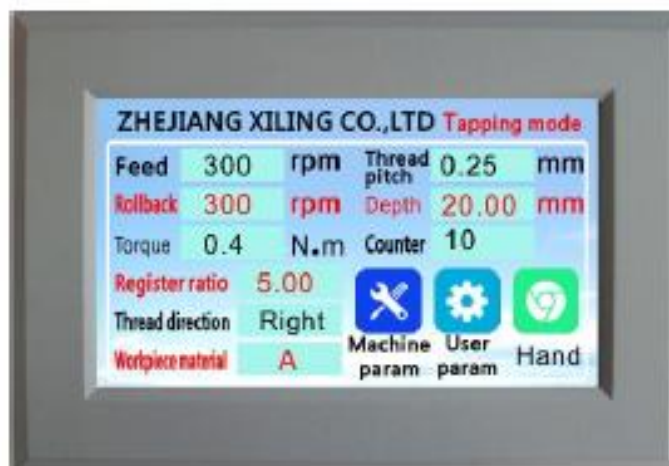 ZHEJIANG XILING CO.,LTD Tapping mode
Feed 300 rpm Thread pitch 0.25 mm
Rollback 300 rpm Depth 20.00 mm
Torque 0.4 N.m Counter 10
Register ratio 5.00
Thread direction Right
Workpiece material A
Machine param User param Hand